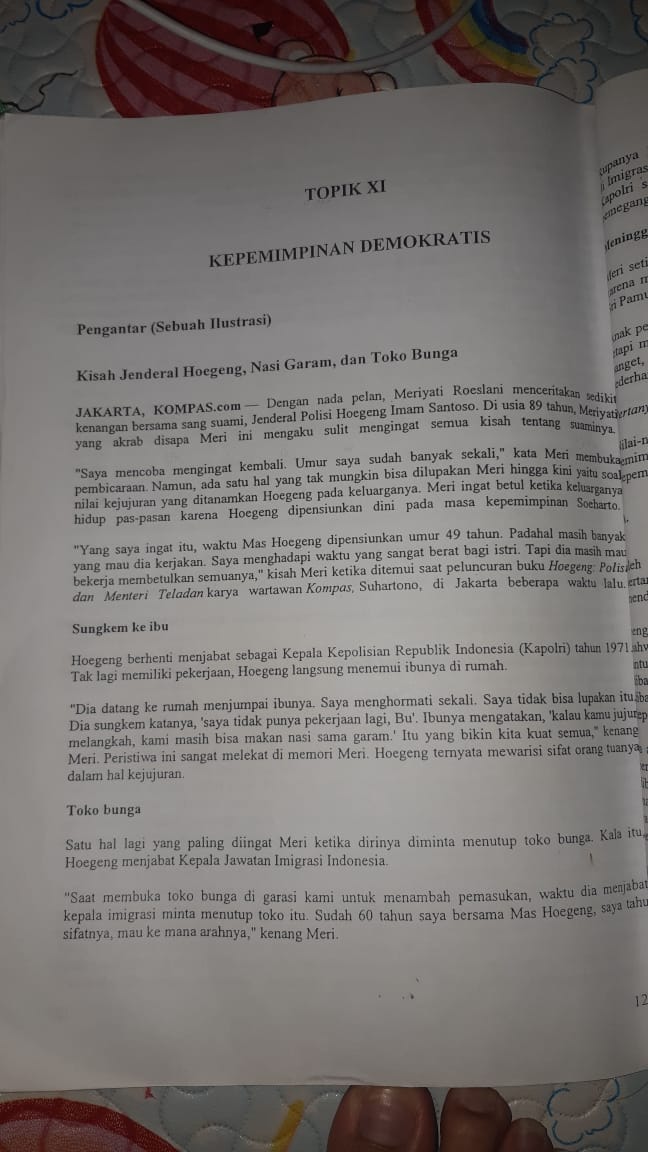 TOPIK XI
KEPEMIMPINAN DEMOKRATIS
Pengantar (Sebuah Ilustrasi)
Kisah Jenderal Hoegeng, Nasi Garam, dan Toko Bunga
JAKARTA, KOMPAS.com — Dengan nada pelan, Meriyati Roeslani menceritakan sedikit
kenangan bersama sang suami, Jenderal Polisi Hoegeng Imam Santoso. Di usia 89 tahun, Meriyati
yang akrab disapa Meri ini mengaku sulit mengingat semua kisah tentang suaminya.
"Saya mencoba mengingat kembali. Umur saya sudah banyak sekali," kata Meri membuka
pembicaraan. Namun, ada satu hal yang tak mungkin bisa dilupakan Meri hingga kini yaitu soal
nilai kejujuran yang ditanamkan Hoegeng pada keluarganya. Meri ingat betul ketika keluarganya
hidup pas-pasan karena Hoegeng dipensiunkan dini pada masa kepemimpinan Soeharto.
"Yang saya ingat itu, waktu Mas Hoegeng dipensiunkan umur 49 tahun. Padahal masih banyak
yang mau dia kerjakan. Saya menghadapi waktu yang sangat berat bagi istri. Tapi dia masih mau
bekerja membetulkan semuanya," kisah Meri ketika ditemui saat peluncuran buku Hoegeng: Polisi
dan Menteri Teladan karya wartawan Kompas, Suhartono, di Jakarta beberapa waktu lalu.
Sungkem ke ibu
Hoegeng berhenti menjabat sebagai Kepala Kepolisian Republik Indonesia (Kapolri) tahun 1971.
Tak lagi memiliki pekerjaan, Hoegeng langsung menemui ibunya di rumah.
"Dia datang ke rumah menjumpai ibunya. Saya menghormati sekali. Saya tidak bisa lupakan itu.
Dia sungkem katanya, 'saya tidak punya pekerjaan lagi, Bu'. Ibunya mengatakan, 'kalau kamu jujur
melangkah, kami masih bisa makan nasi sama garam.' Itu yang bikin kita kuat semua," kenang
Meri. Peristiwa ini sangat melekat di memori Meri. Hoegeng ternyata mewarisi sifat orang tuanya
dalam hal kejujuran.
Toko bunga
Satu hal lagi yang paling diingat Meri ketika dirinya diminta menutup toko bunga. Kala itu,
Hoegeng menjabat Kepala Jawatan Imigrasi Indonesia.
"Saat membuka toko bunga di garasi kami untuk menambah pemasukan, waktu dia menjabat
kepala imigrasi minta menutup toko itu. Sudah 60 tahun saya bersama Mas Hoegeng, saya tahu
sifatnya, mau ke mana arahnya," kenang Meri.